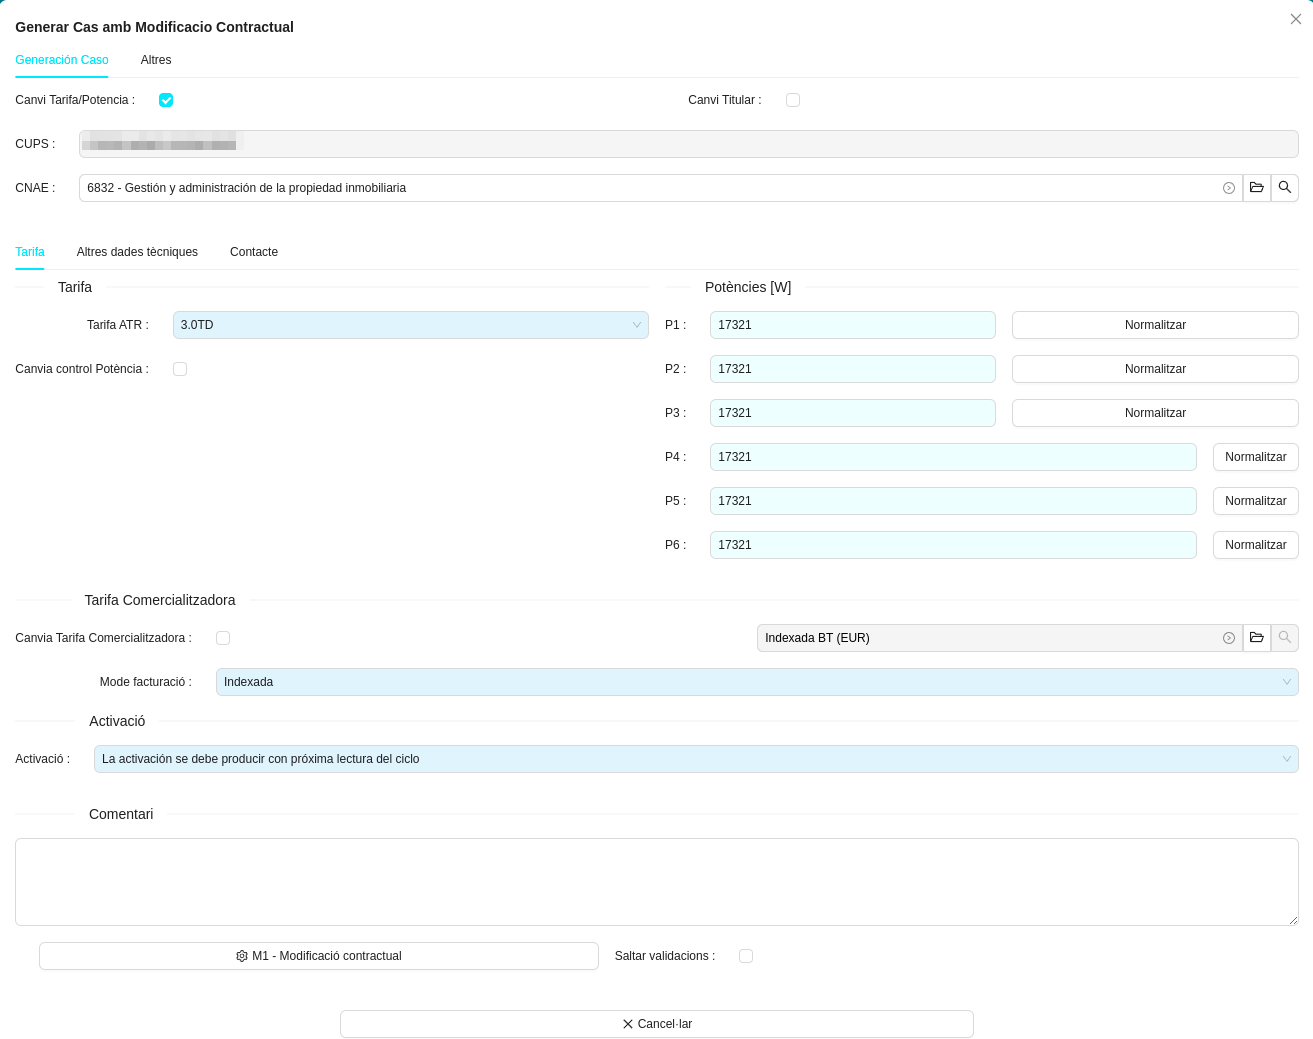 Generar Cas amb Modificacio Contractual
Generación Caso Altres
Canvi Tarifa/Potencia : Canvi Titular :
CUPS :
CNAE : 6832 - Gestión y administración de la propiedad inmobiliaria
Tarifa Altres dades tècniques Contacte
Tarifa Potències [W]
Tarifa ATR : 3.0TD P1 : 17321 Normalitzar
Canvia control Potència : P2 : 17321 Normalitzar
P3 : 17321 Normalitzar
P4 : 17321 Normalitzar
P5 : 17321 Normalitzar
P6 : 17321 Normalitzar
Tarifa Comercialitzadora
Canvia Tarifa Comercialitzadora : Indexada BT (EUR)
Mode facturació : Indexada
Activació
Activació : La activación se debe producir con próxima lectura del ciclo
Comentari
M1 - Modificació contractual Saltar validacions :
Cancel·lar